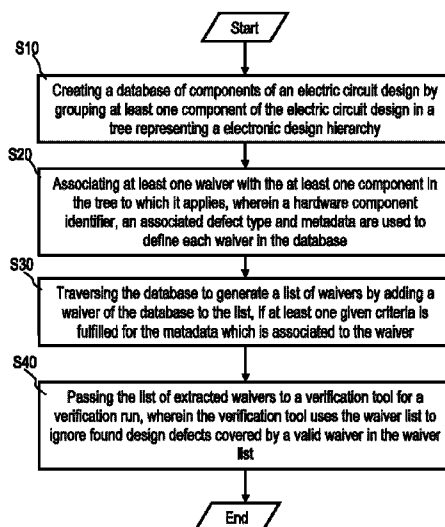 Start
S10
Creating a database of components of an electric circuit design by
grouping at least one component of the electric circuit design in a
tree representing a electronic design hierarchy
S20
Associating at least one waiver with the at least one component in
the tree to which it applies, wherein a hardware component
identifier, an associated defect type and metadata are used to
define each waiver in the database
S30
Traversing the database to generate a list of waivers by adding a
waiver of the database to the list, if at least one given criteria is
fulfilled for the metadata which is associated to the waiver
S40
Passing the list of extracted waivers to a verification tool for a
verification run, wherein the verification tool uses the waiver list to
ignore found design defects covered by a valid waiver in the waiver
list
End